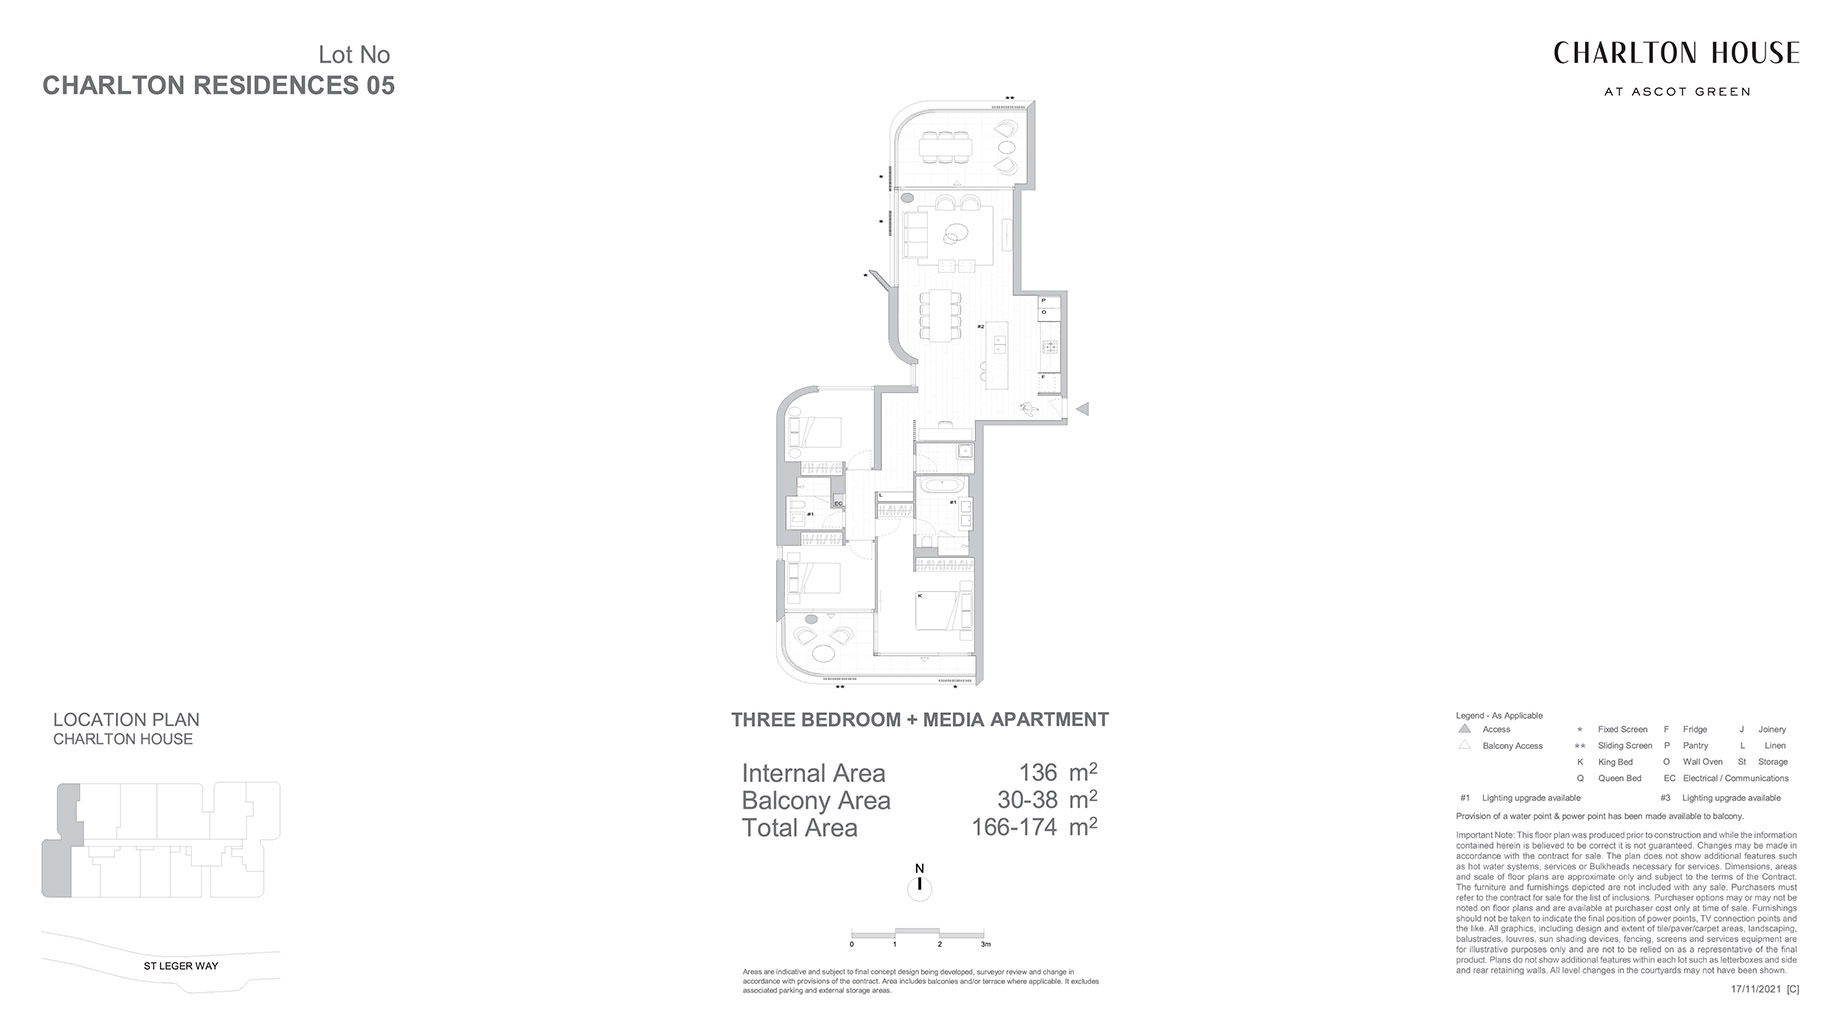 Lot No
CHARLTON RESIDENCES 05
CHARLTON HOUSE
AT ASCOT GREEN
**
*
*
*
P
O
#2
F
L
EC
#1
#1
K
**
*
THREE BEDROOM + MEDIA APARTMENT
Internal Area 136 m²
Balcony Area 30-38 m²
Total Area 166-174 m²
N
0 1 2 3m
Areas are indicative and subject to final concept design being developed, surveyor review and change in
accordance with provisions of the contract. Area includes balconies and/or terrace where applicable. It excludes
associated parking and external storage areas.
LOCATION PLAN
CHARLTON HOUSE
ST LEGER WAY
Legend - As Applicable
Access * Fixed Screen F Fridge J Joinery
Balcony Access ** Sliding Screen P Pantry L Linen
K King Bed O Wall Oven St Storage
Q Queen Bed EC Electrical / Communications
#1 Lighting upgrade available #3 Lighting upgrade available
Provision of a water point & power point has been made available to balcony.
Important Note: This floor plan was produced prior to construction and while the information
contained herein is believed to be correct it is not guaranteed. Changes may be made in
accordance with the contract for sale. The plan does not show additional features such
as hot water systems, services or Bulkheads necessary for services. Dimensions, areas
and scale of floor plans are approximate only and subject to the terms of the Contract.
The furniture and furnishings depicted are not included with any sale. Purchasers must
refer to the contract for sale for the list of inclusions. Purchaser options may or may not be
noted on floor plans and are available at purchaser cost only at time of sale. Furnishings
should not be taken to indicate the final position of power points, TV connection points and
the like. All graphics, including design and extent of tile/paver/carpet areas, landscaping,
balustrades, louvres, sun shading devices, fencing, screens and services equipment are
for illustrative purposes only and are not to be relied on as a representative of the final
product. Plans do not show additional features within each lot such as letterboxes and side
and rear retaining walls. All level changes in the courtyards may not have been shown.
17/11/2021 [C]